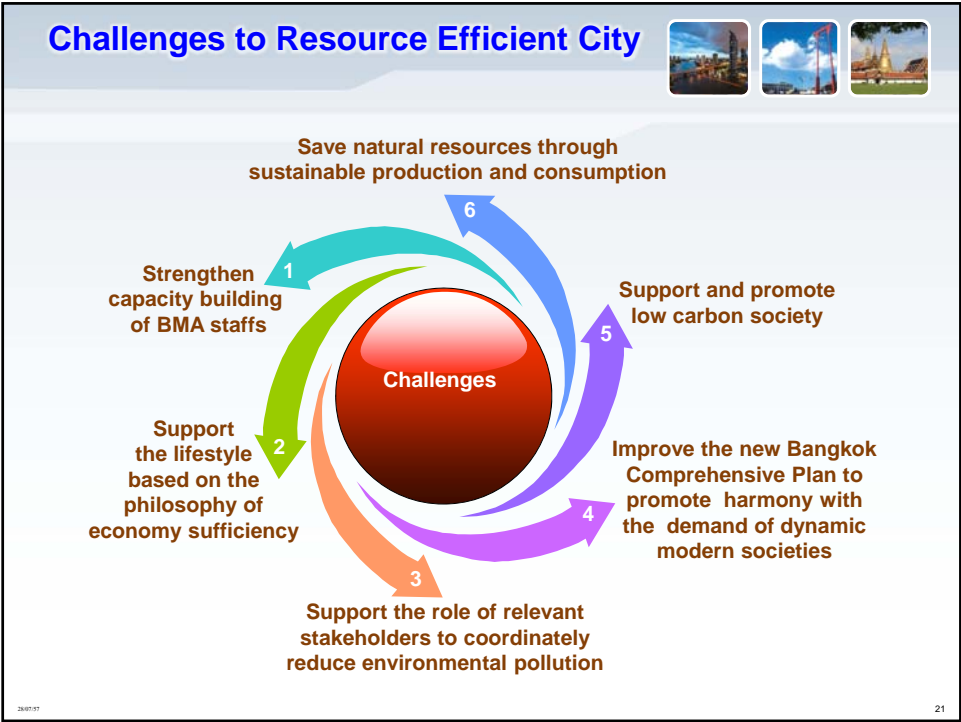 Challenges to Resource Efficient City
Save natural resources through
sustainable production and consumption
6
1
Strengthen
capacity building
of BMA staffs
Support and promote
low carbon society
5
Challenges
Support
the lifestyle
based on the
philosophy of
economy sufficiency
2
Improve the new Bangkok
Comprehensive Plan to
promote harmony with
the demand of dynamic
modern societies
4
3
Support the role of relevant
stakeholders to coordinately
reduce environmental pollution
28/07/57
21